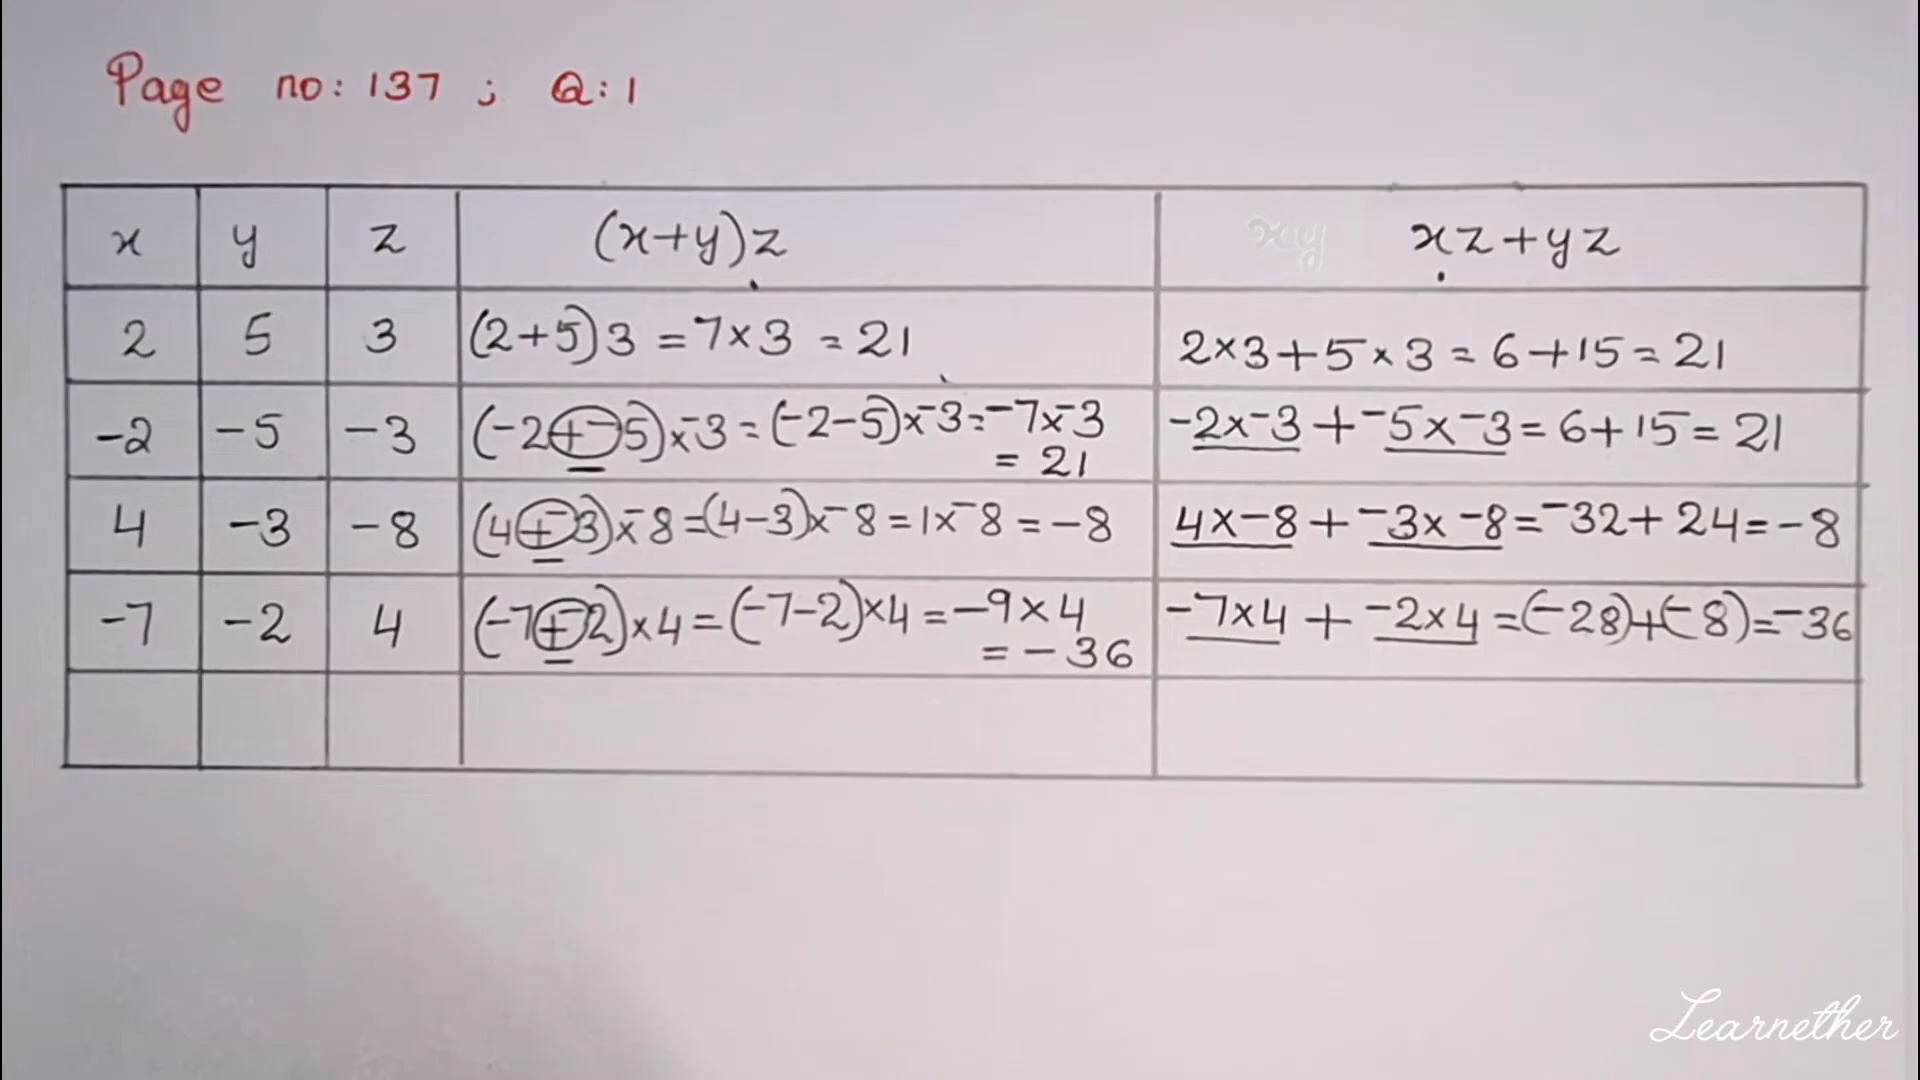 Page no: 137 ; Q: 1
x y z (x+y)z xy xz+yz
2 5 3 (2+5)3 = 7×3 = 21 2×3+5×3 = 6+15 = 21
-2 -5 -3 (-2+-5)×-3 = (-2-5)×-3 = -7×-3 = 21 -2×-3 + -5×-3 = 6+15 = 21
4 -3 -8 (4+-3)×-8 = (4-3)×-8 = 1×-8 = -8 4×-8 + -3×-8 = -32+24 = -8
-7 -2 4 (-7+-2)×4 = (-7-2)×4 = -9×4 = -36 -7×4 + -2×4 = (-28)+(-8) = -36
Learnether